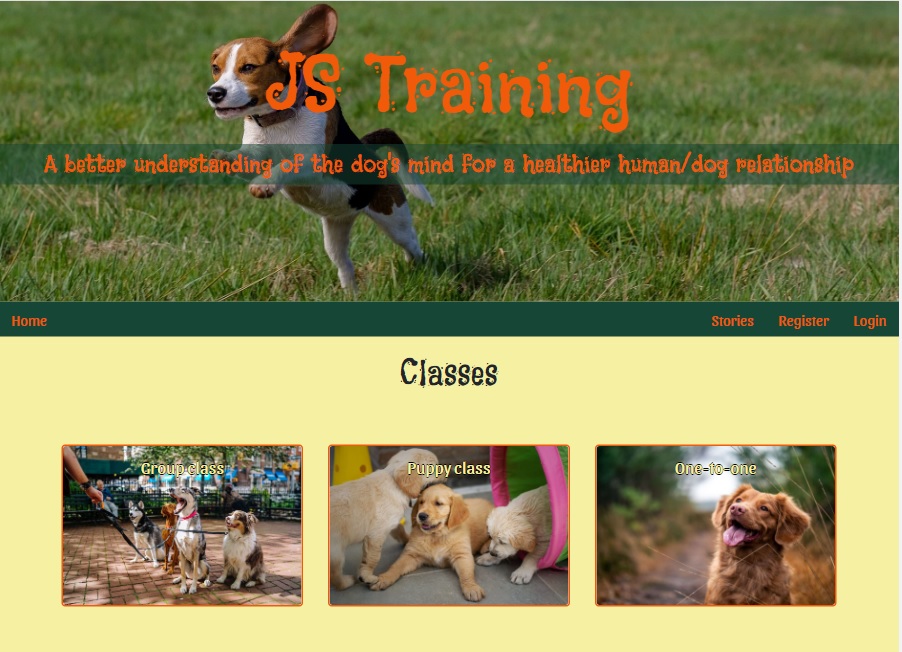 JS Training
A better understanding of the dog's mind for a healthier human/dog relationship
Home Stories Register Login
Classes
Group class Puppy class One-to-one